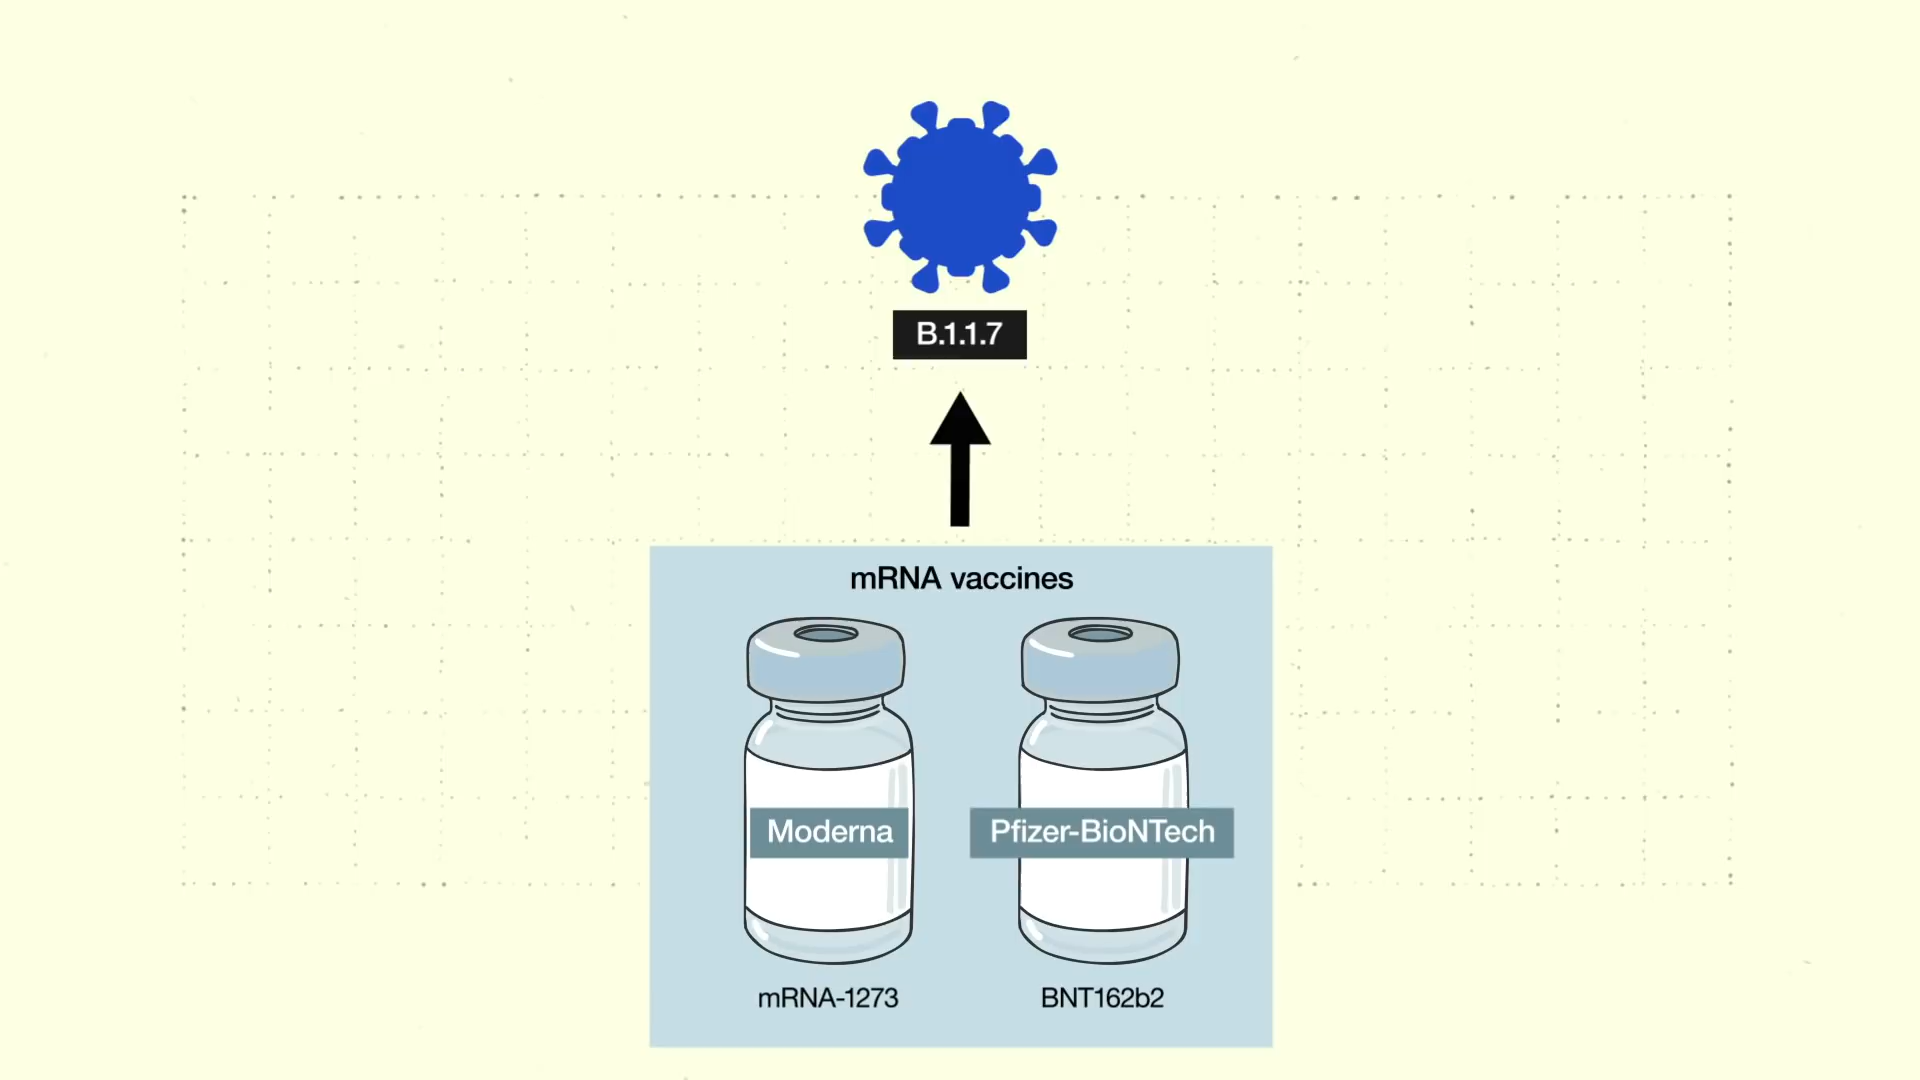 B.1.1.7
mRNA vaccines
Moderna
Pfizer-BioNTech
mRNA-1273
BNT162b2